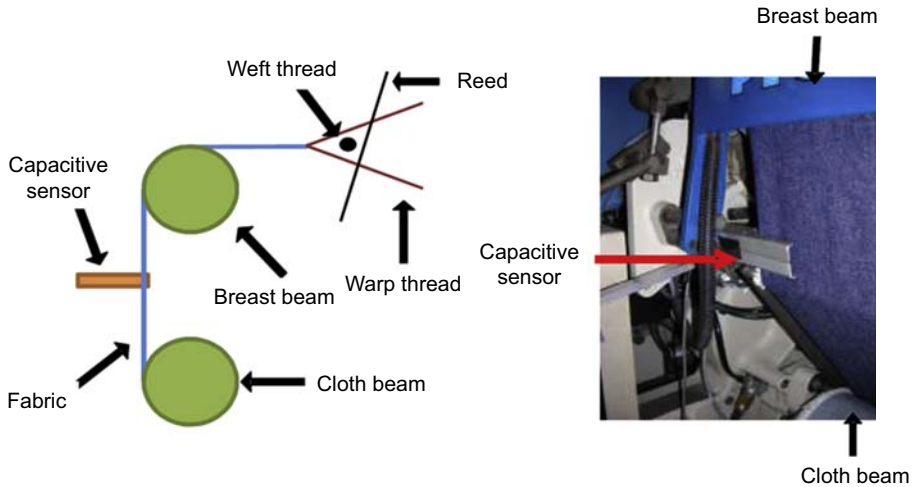 Breast beam
Weft thread
Reed
Capacitive
sensor
Capacitive
sensor
Breast beam
Warp thread
Fabric
Cloth beam
Cloth beam